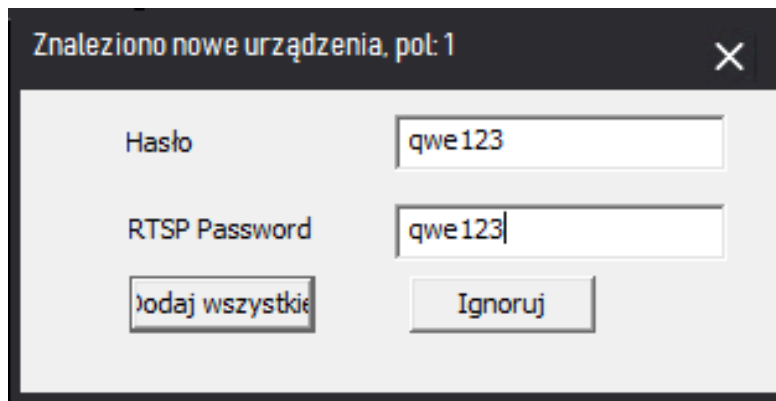 Znaleziono nowe urządzenia, pol: 1
Hasło qwe123
RTSP Password qwe123
Dodaj wszystkie Ignoruj